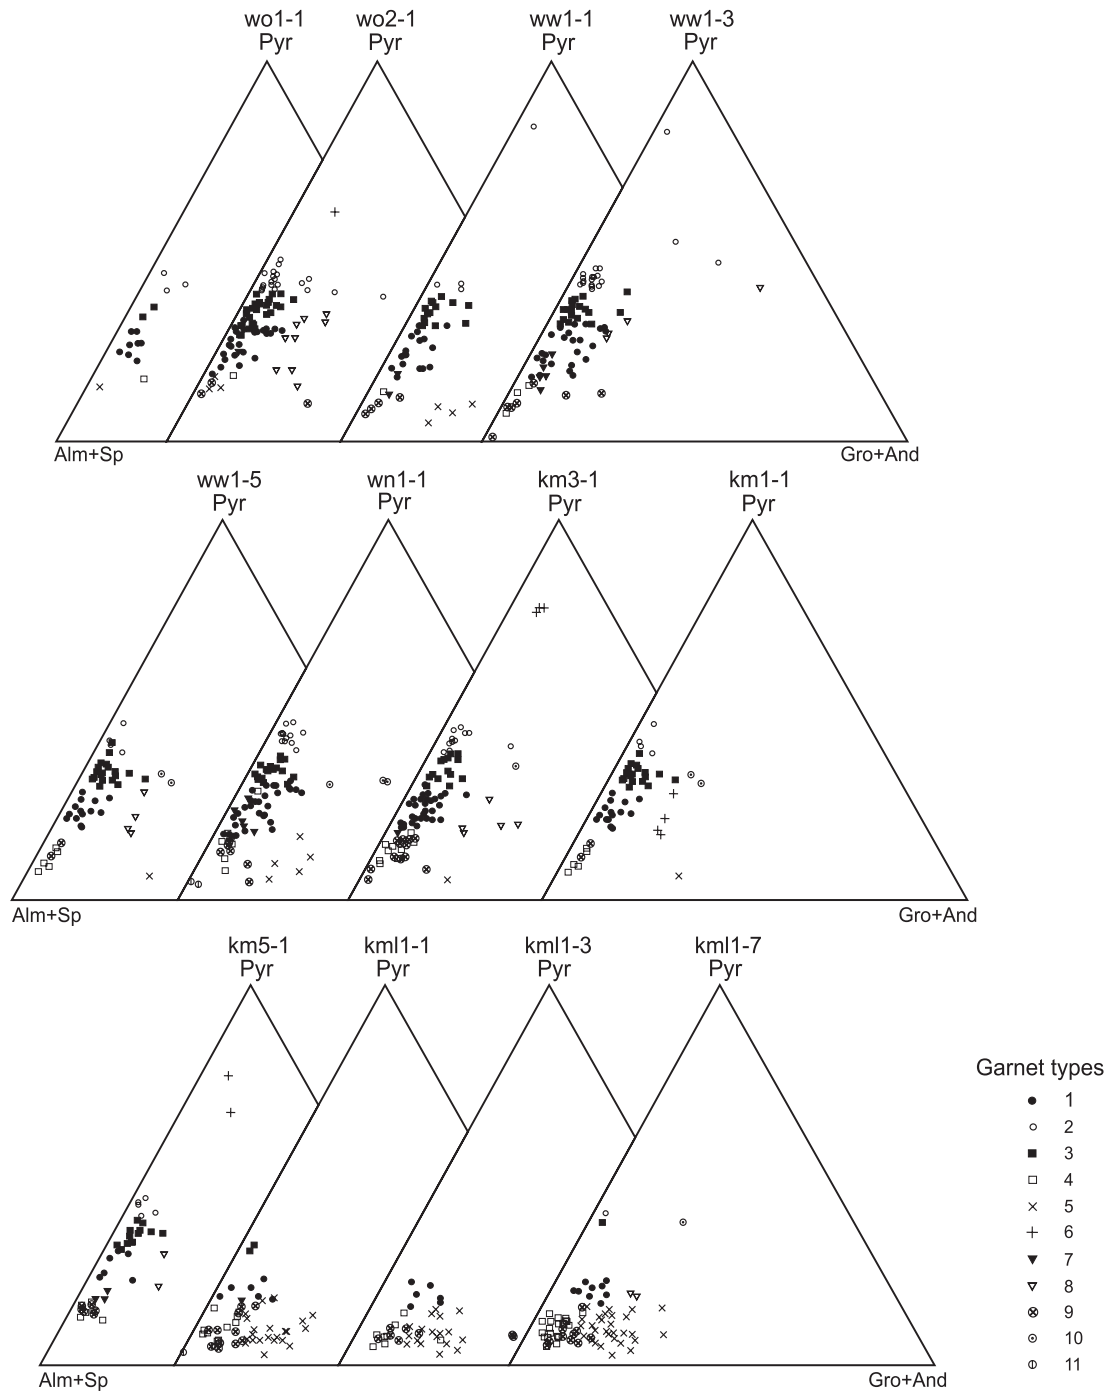 wo1-1 wo2-1 ww1-1 ww1-3
Pyr Pyr Pyr Pyr
Alm+Sp Gro+And
ww1-5 wn1-1 km3-1 km1-1
Pyr Pyr Pyr Pyr
Alm+Sp Gro+And
km5-1 kml1-1 kml1-3 kml1-7
Pyr Pyr Pyr Pyr
Alm+Sp Gro+And
Garnet types
1
2
3
4
5
6
7
8
9
10
11